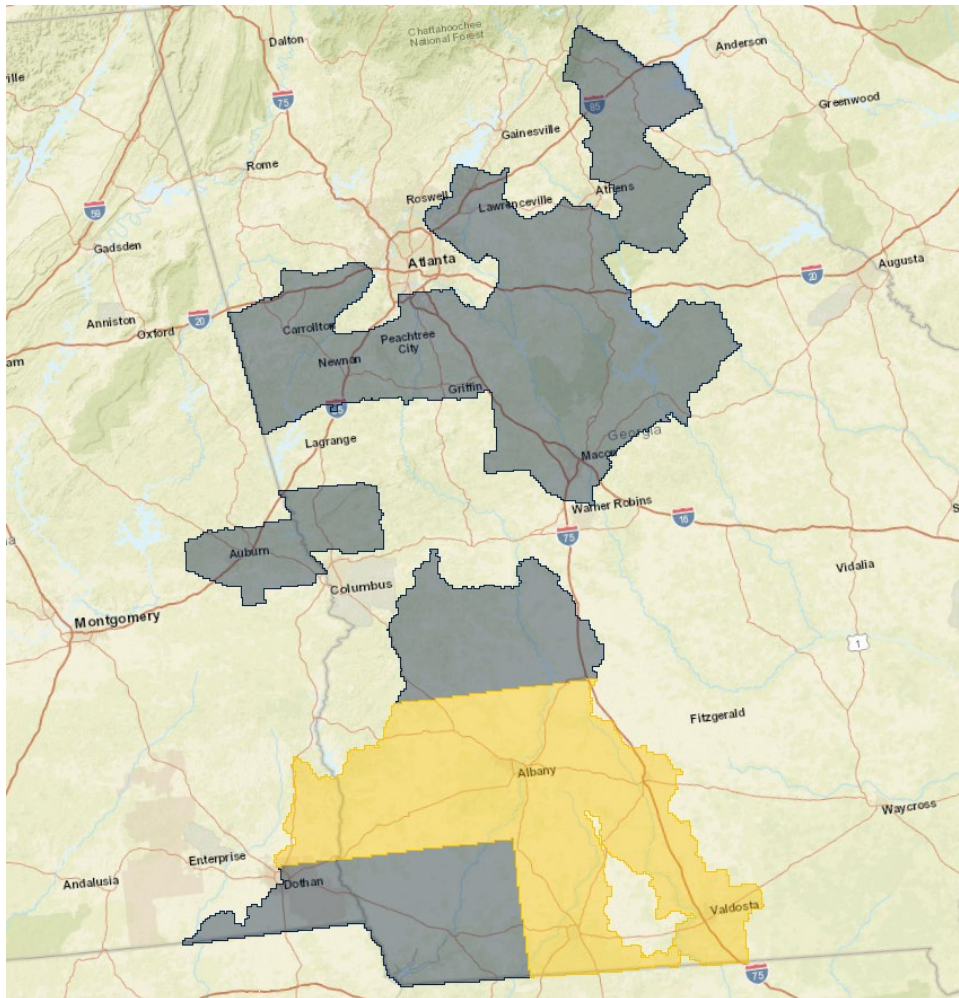 Chattahoochee
National Forest
Dalton
Anderson
ville
75
85
Greenwood
Gainesville
Rome
Athens
Roswell
Lawrenceville
59
Gadsden
Atlanta
20
Augusta
Anniston
Oxford
20
Carrollton
am
Peachtree
City
Newnan
Griffin
85
Lagrange
Georgia
Macon
Warner Robins
16
S
75
a
Auburn
Columbus
Vidalia
Montgomery
1
Fitzgerald
Albany
Waycross
Enterprise
Andalusia
Dothan
Valdosta
75